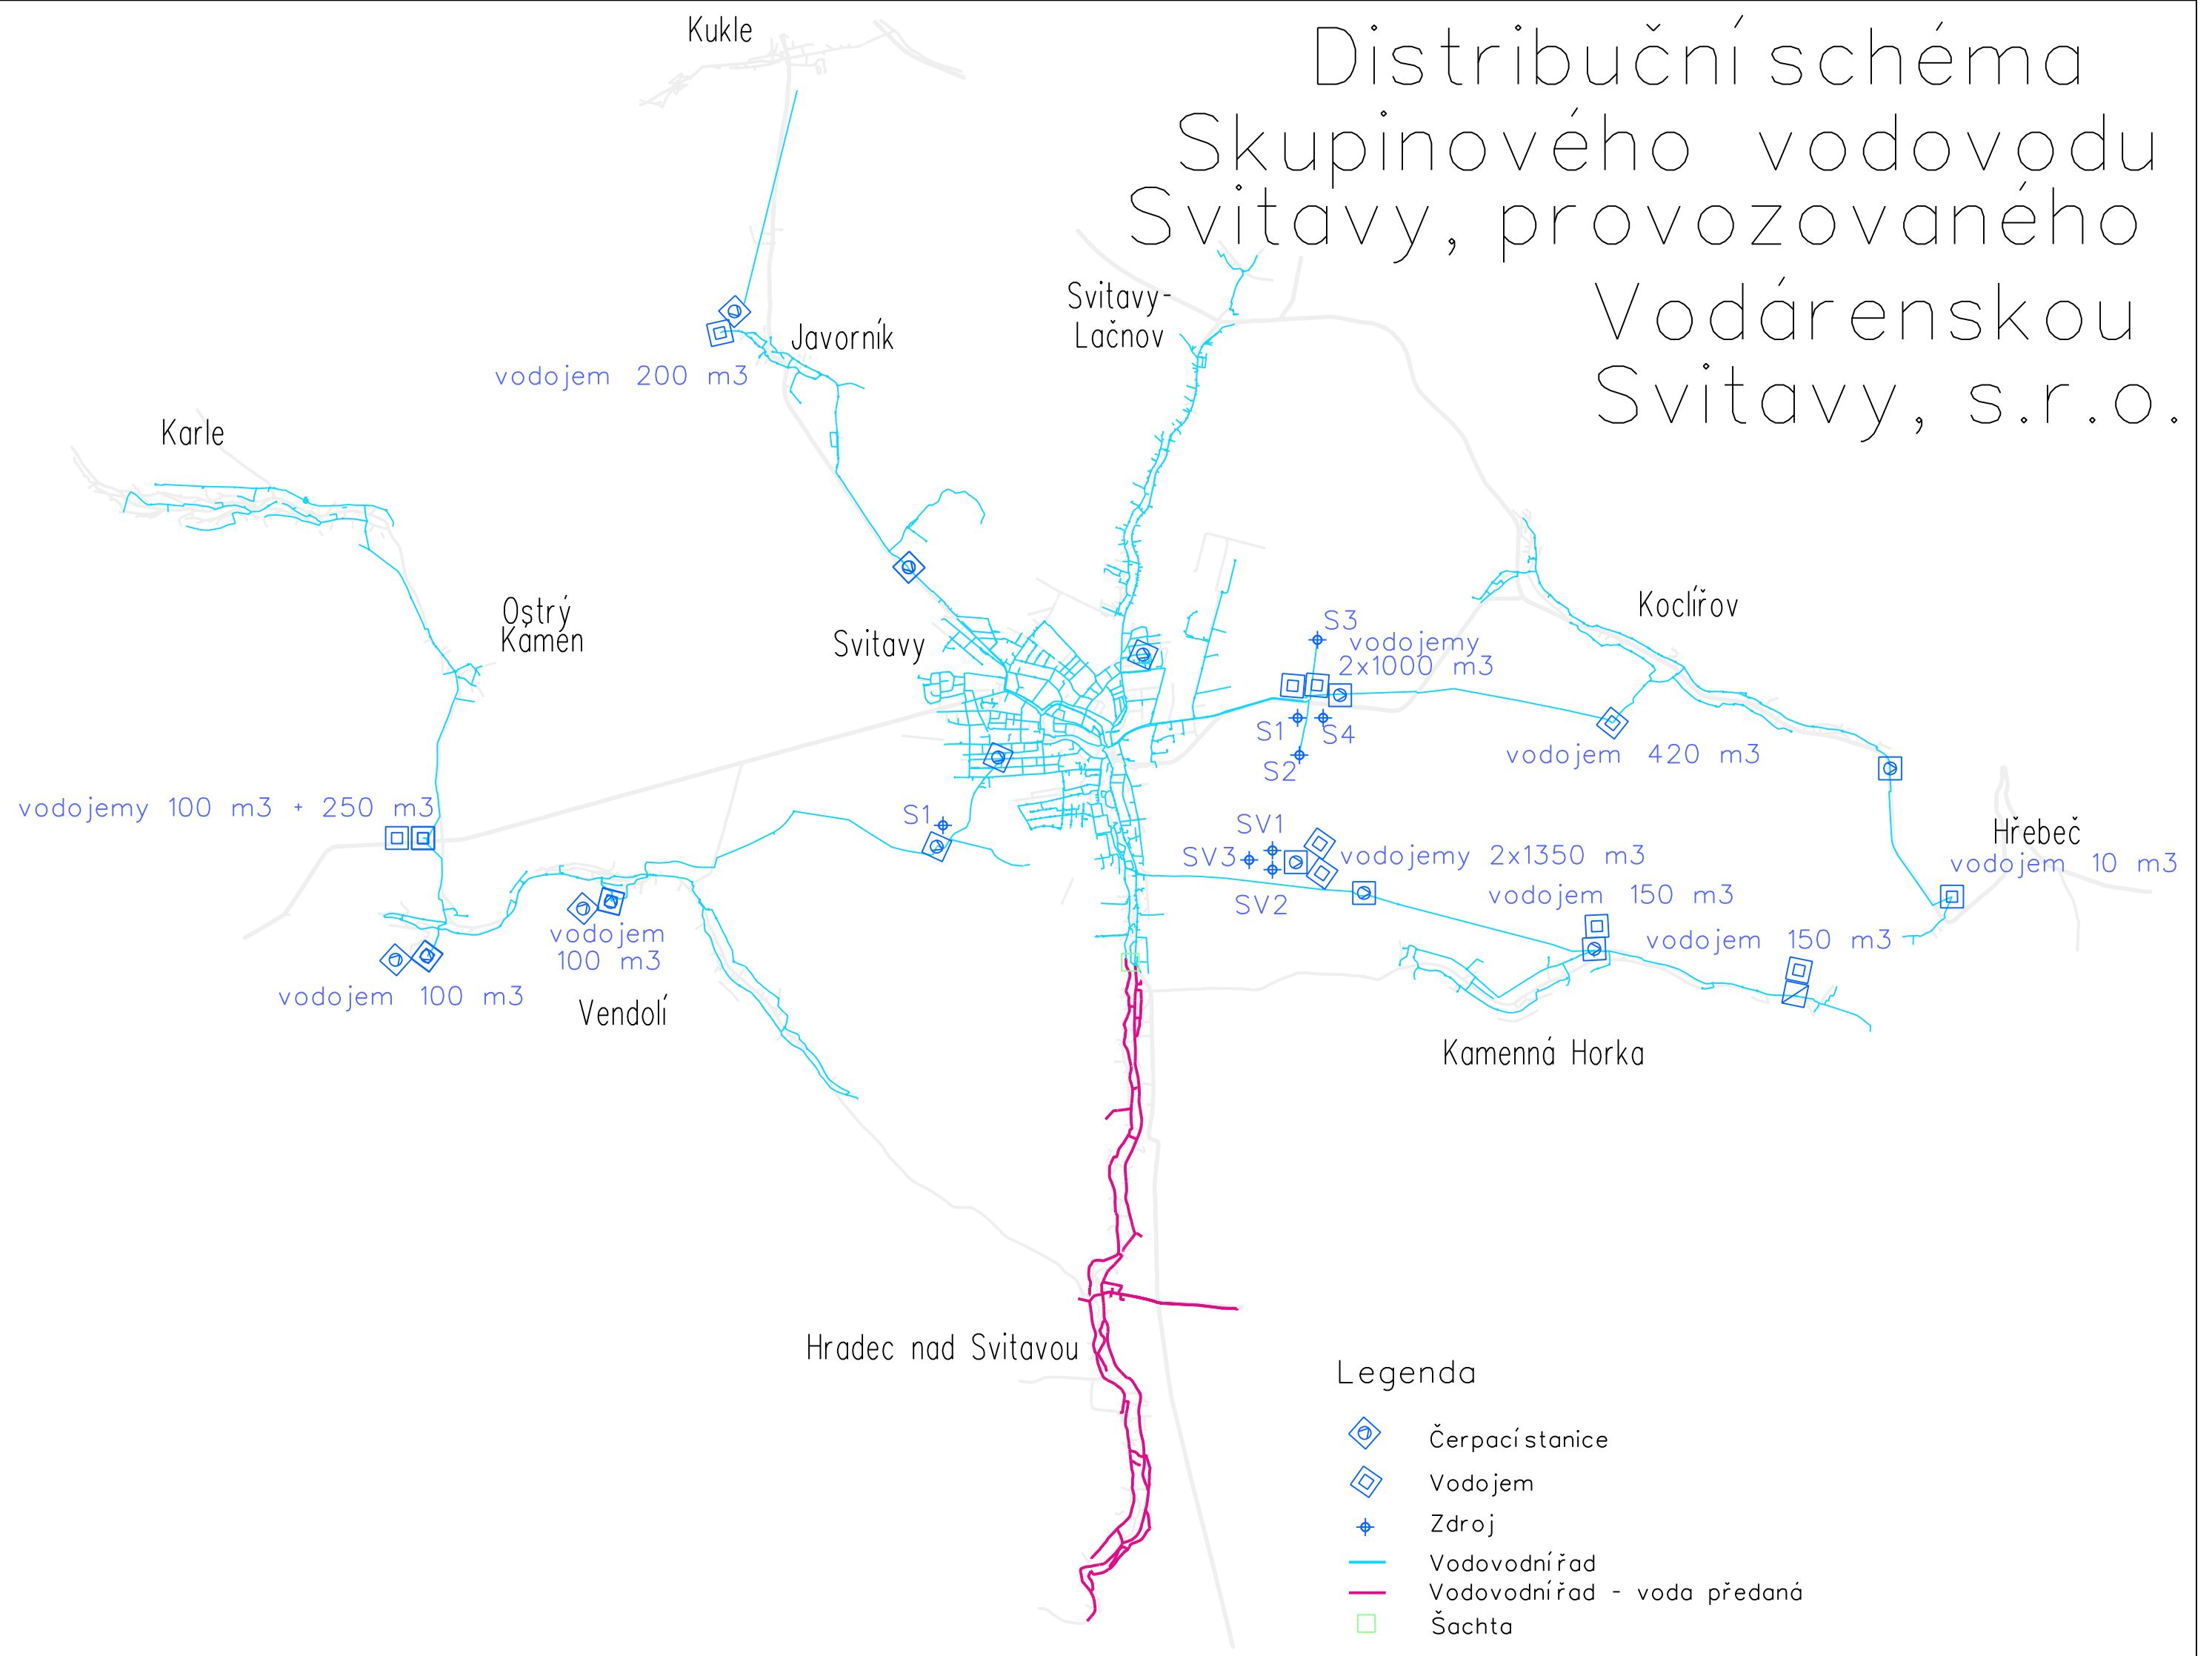 Distribuční schéma
Skupinového vodovodu
Svitavy, provozovaného
Vodárenskou
Svitavy, s.r.o.
Kukle
Svitavy-
Lačnov
Javorník
vodojem 200 m3
Karle
Ostrý
Kámen
Svitavy
Koclířov
S3
vodojemy
2x1000 m3
S1
S4
S2
vodojem 420 m3
vodojemy 100 m3 + 250 m3
S1
SV1
SV3
SV2
vodojemy 2x1350 m3
Hřebeč
vodojem 10 m3
vodojem 150 m3
vodojem 150 m3
vodojem
100 m3
vodojem 100 m3
Vendolí
Kamenná Horka
Hradec nad Svitavou
Legenda
Čerpací stanice
Vodojem
Zdroj
Vodovodní řad
Vodovodní řad - voda předaná
Šachta